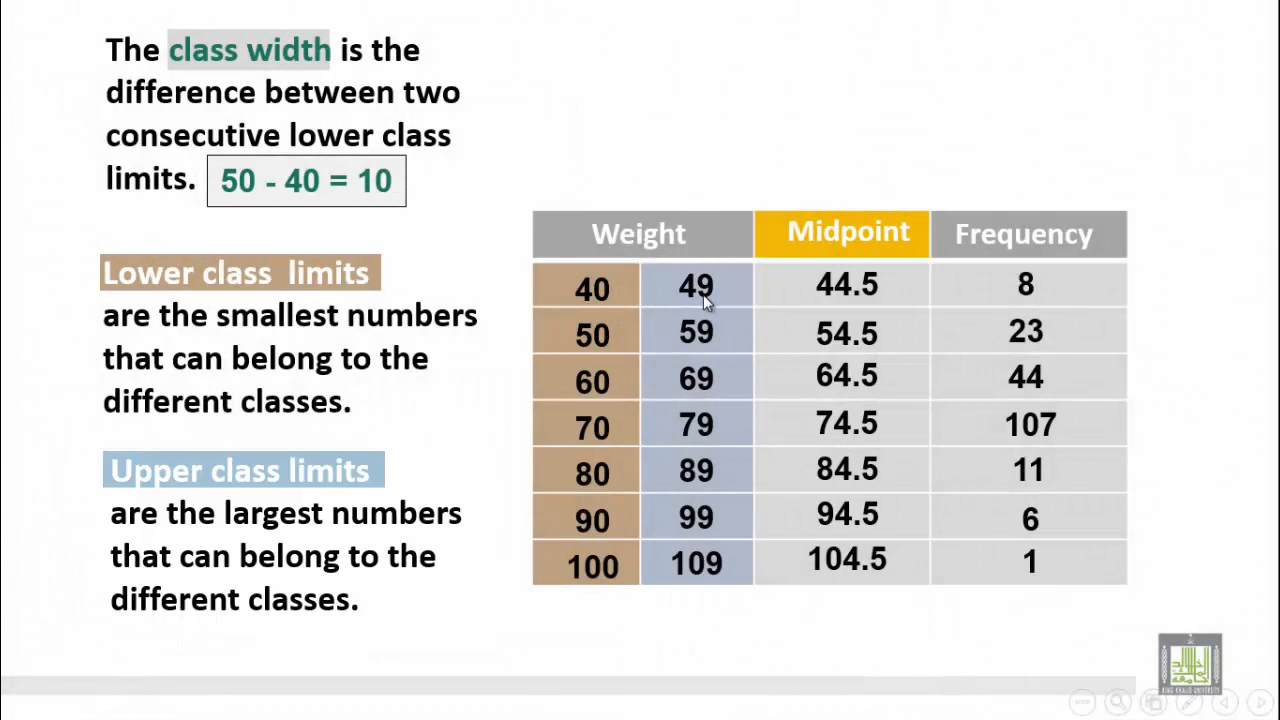 The class width is the
difference between two
consecutive lower class
limits. 50 - 40 = 10
Lower class limits
are the smallest numbers
that can belong to the
different classes.
Upper class limits
are the largest numbers
that can belong to the
different classes.
Weight Midpoint Frequency
40 49 44.5 8
50 59 54.5 23
60 69 64.5 44
70 79 74.5 107
80 89 84.5 11
90 99 94.5 6
100 109 104.5 1
KING KHALID UNIVERSITY